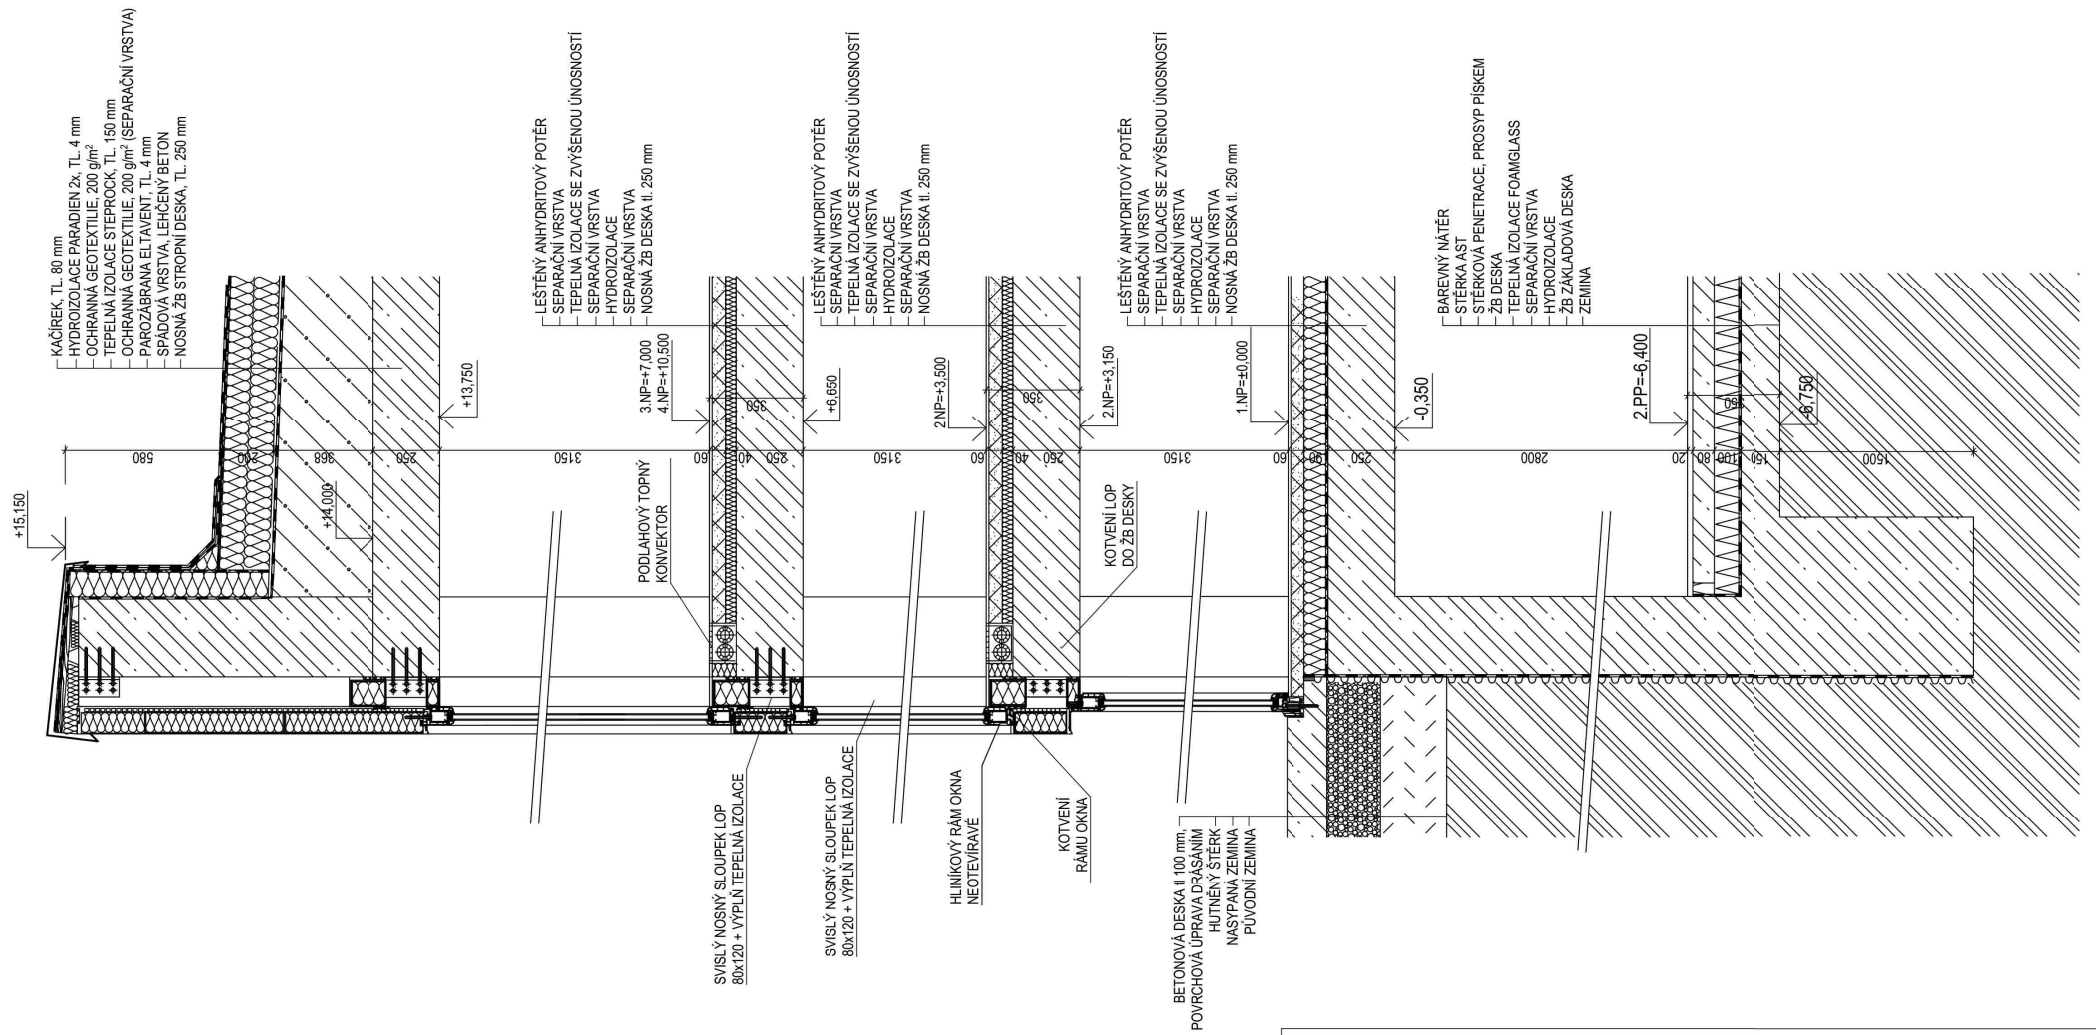 +15,150
KAČÍREK, TL. 80 mm
HYDROIZOLACE PARADIEN 2x, TL. 4 mm
OCHRANNÁ GEOTEXTILIE, 200 g/m²
TEPELNÁ IZOLACE STEPROCK, TL. 150 mm
OCHRANNÁ GEOTEXTILIE, 200 g/m² (SEPARAČNÍ VRSTVA)
PAROZÁBRANA ELTAVENT, TL. 4 mm
SPÁDOVÁ VRSTVA, LEHČENÝ BETON
NOSNÁ ŽB STROPNÍ DESKA, TL. 250 mm
580
200
368
250
+14,000
+13,750
3150
LEŠTĚNÝ ANHYDRITOVÝ POTĚR
SEPARAČNÍ VRSTVA
TEPELNÁ IZOLACE SE ZVÝŠENOU ÚNOSNOSTÍ
SEPARAČNÍ VRSTVA
HYDROIZOLACE
SEPARAČNÍ VRSTVA
NOSNÁ ŽB DESKA tl. 250 mm
3.NP=+7,000
4.NP=+10,500
60
40
250
350
+6,650
PODLAHOVÝ TOPNÝ
KONVEKTOR
3150
LEŠTĚNÝ ANHYDRITOVÝ POTĚR
SEPARAČNÍ VRSTVA
TEPELNÁ IZOLACE SE ZVÝŠENOU ÚNOSNOSTÍ
SEPARAČNÍ VRSTVA
HYDROIZOLACE
SEPARAČNÍ VRSTVA
NOSNÁ ŽB DESKA tl. 250 mm
2.NP=+3,500
60
40
250
350
2.NP=+3,150
KOTVENÍ LOP
DO ŽB DESKY
3150
LEŠTĚNÝ ANHYDRITOVÝ POTĚR
SEPARAČNÍ VRSTVA
TEPELNÁ IZOLACE SE ZVÝŠENOU ÚNOSNOSTÍ
SEPARAČNÍ VRSTVA
HYDROIZOLACE
SEPARAČNÍ VRSTVA
NOSNÁ ŽB DESKA tl. 250 mm
1.NP=±0,000
60
90
250
-0,350
2800
BAREVNÝ NÁTĚR
STĚRKA AST
STĚRKOVÁ PENETRACE, PROSYP PÍSKEM
ŽB DESKA
TEPELNÁ IZOLACE FOAMGLASS
SEPARAČNÍ VRSTVA
HYDROIZOLACE
ŽB ZÁKLADOVÁ DESKA
ZEMINA
2.PP=-6,400
20
80
100
150
-6,750
1500
SVISLÝ NOSNÝ SLOUPEK LOP
80x120 + VÝPLŇ TEPELNÁ IZOLACE
SVISLÝ NOSNÝ SLOUPEK LOP
80x120 + VÝPLŇ TEPELNÁ IZOLACE
HLINÍKOVÝ RÁM OKNA
NEOTEVÍRAVÉ
KOTVENÍ
RÁMU OKNA
BETONOVÁ DESKA tl 100 mm,
POVRCHOVÁ ÚPRAVA DRÁSÁNÍM
HUTNĚNÝ ŠTĚRK
NASYPANÁ ZEMINA
PŮVODNÍ ZEMINA